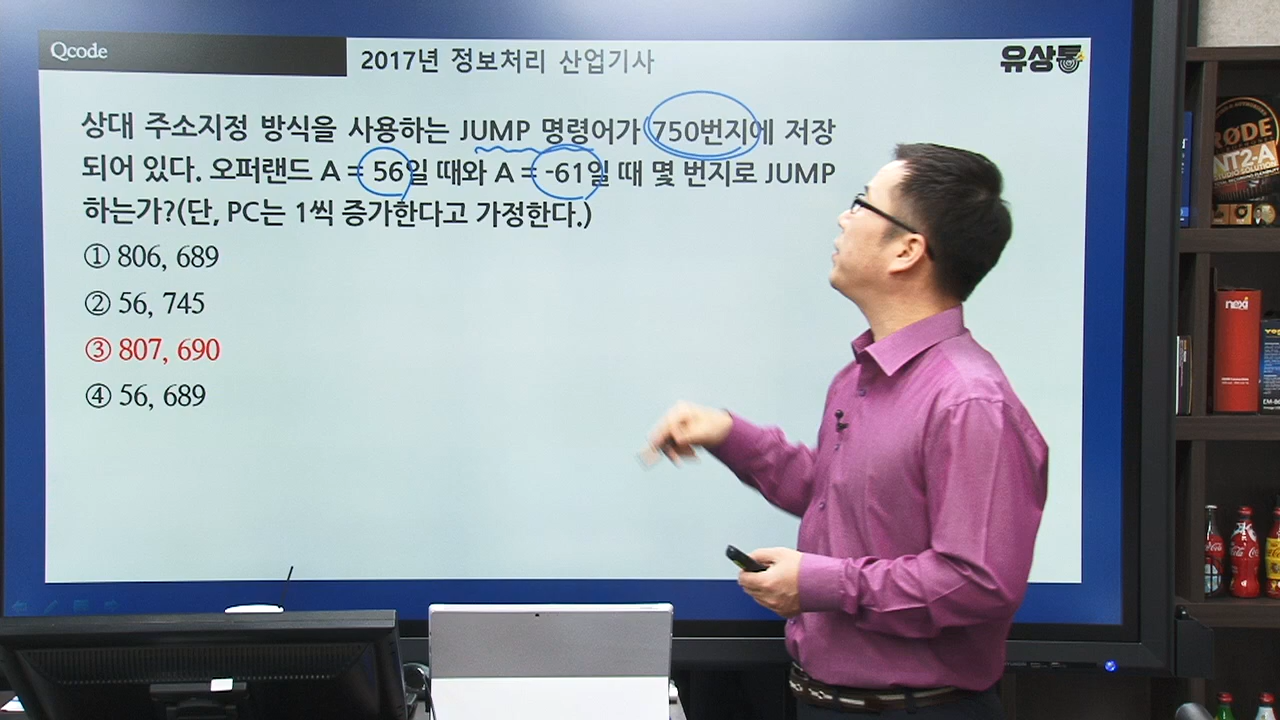 Qcode
2017년 정보처리 산업기사
유상통
상대 주소지정 방식을 사용하는 JUMP 명령어가 750번지에 저장
되어 있다. 오퍼랜드 A = 56일 때와 A = -61일 때 몇 번지로 JUMP
하는가?(단, PC는 1씩 증가한다고 가정한다.)
① 806, 689
② 56, 745
③ 807, 690
④ 56, 689
RØDE
NT2-A
nexi
Coca-Cola